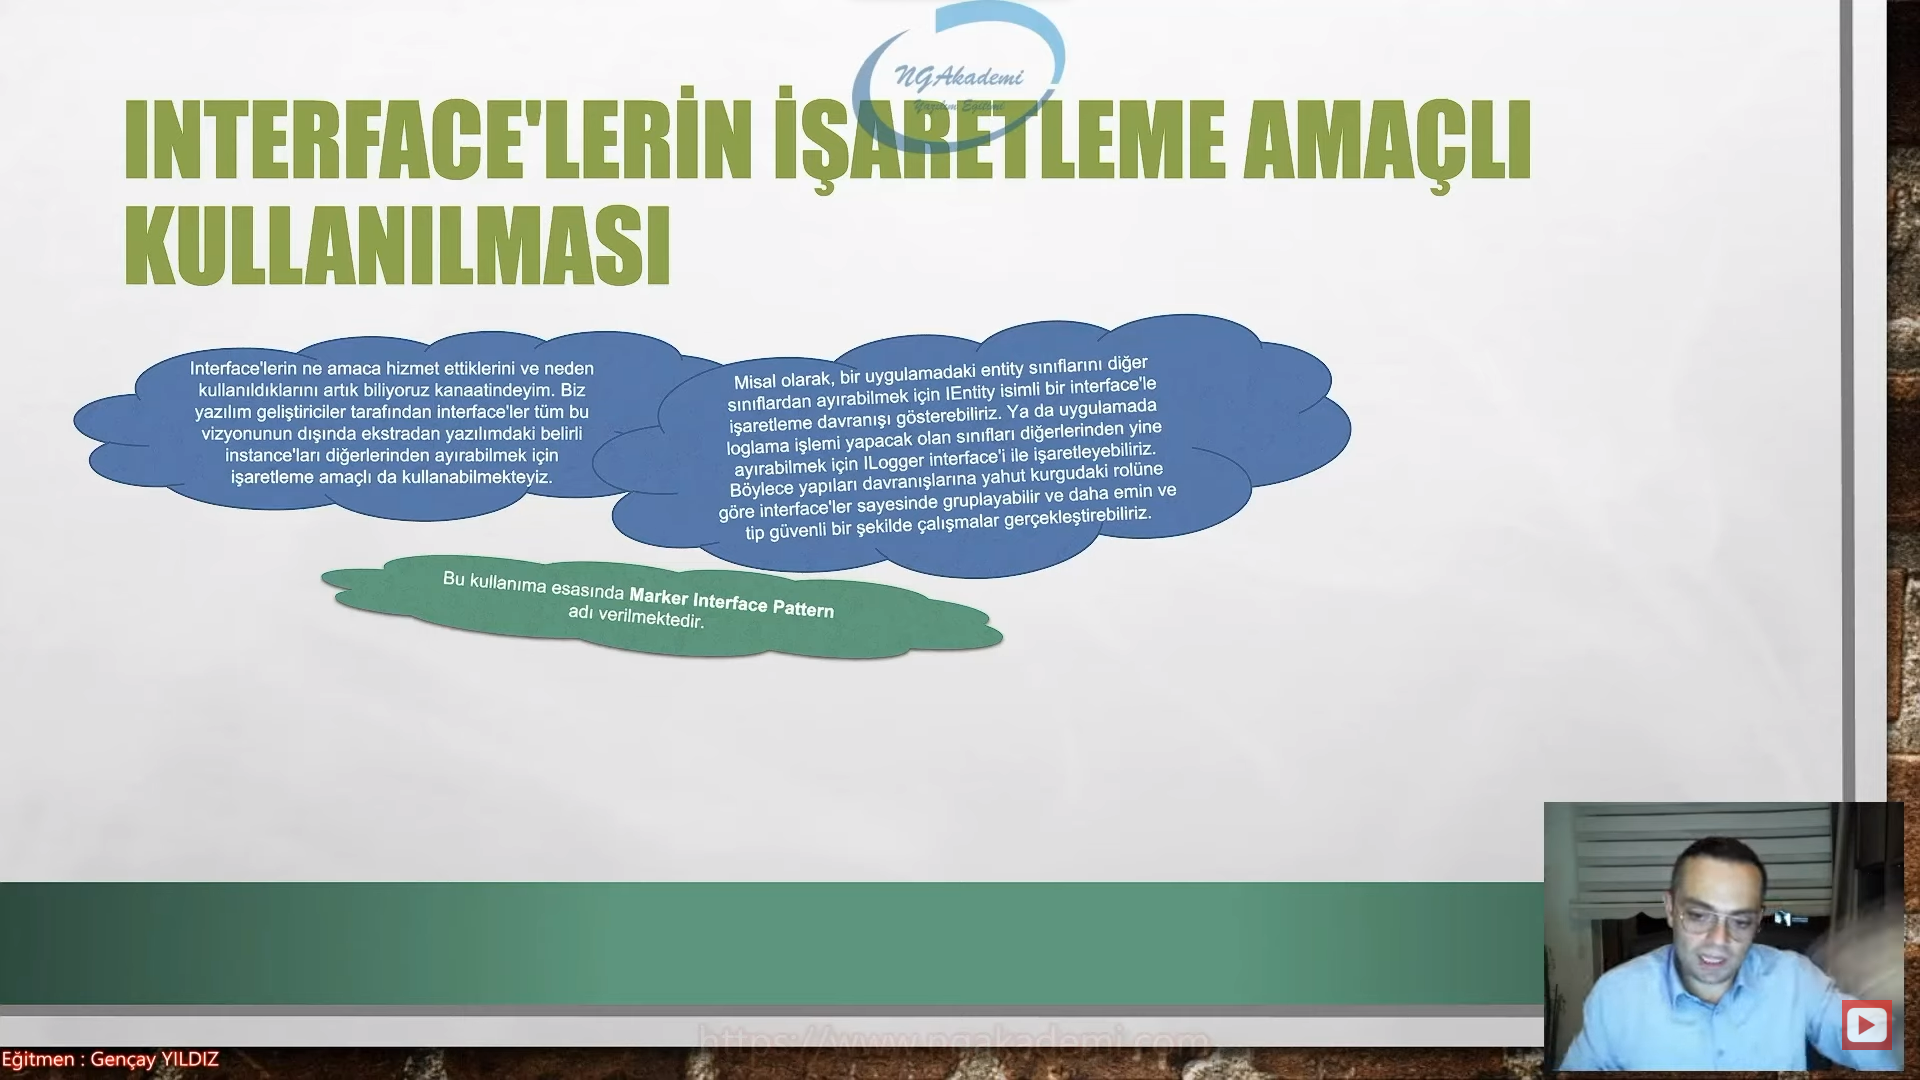 NGAkademi
Yazılım Eğitimi
INTERFACE'LERİN İŞARETLEME AMAÇLI
KULLANILMASI
Interface'lerin ne amaca hizmet ettiklerini ve neden
kullanıldıklarını artık biliyoruz kanaatindeyim. Biz
yazılım geliştiriciler tarafından interface'ler tüm bu
vizyonunun dışında ekstradan yazılımdaki belirli
instance'ları diğerlerinden ayırabilmek için
işaretleme amaçlı da kullanabilmekteyiz.
Misal olarak, bir uygulamadaki entity sınıflarını diğer
sınıflardan ayırabilmek için IEntity isimli bir interface'le
işaretleme davranışı gösterebiliriz. Ya da uygulamada
loglama işlemi yapacak olan sınıfları diğerlerinden yine
ayırabilmek için ILogger interface'i ile işaretleyebiliriz.
Böylece yapıları davranışlarına yahut kurgudaki rolüne
göre interface'ler sayesinde gruplayabilir ve daha emin ve
tip güvenli bir şekilde çalışmalar gerçekleştirebiliriz.
Bu kullanıma esasında Marker Interface Pattern
adı verilmektedir.
https://www.ngakademi.com
Eğitmen : Gençay YILDIZ